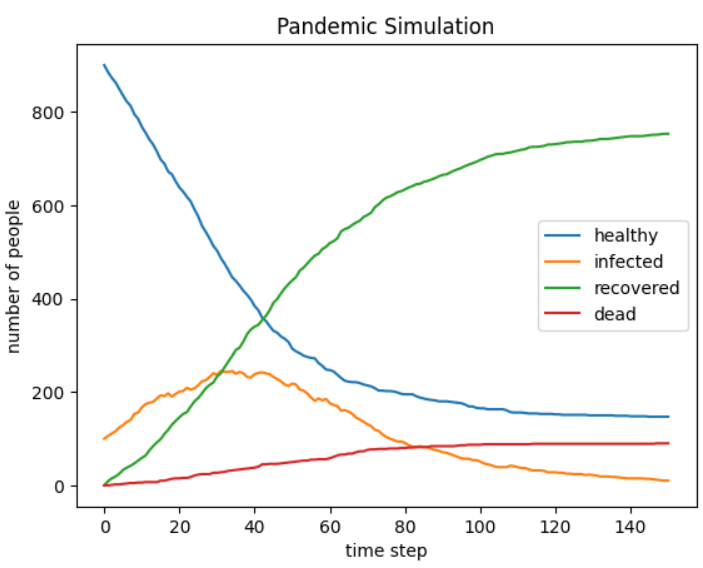 Pandemic Simulation
number of people
800
600
400
200
0
healthy
infected
recovered
dead
0 20 40 60 80 100 120 140
time step